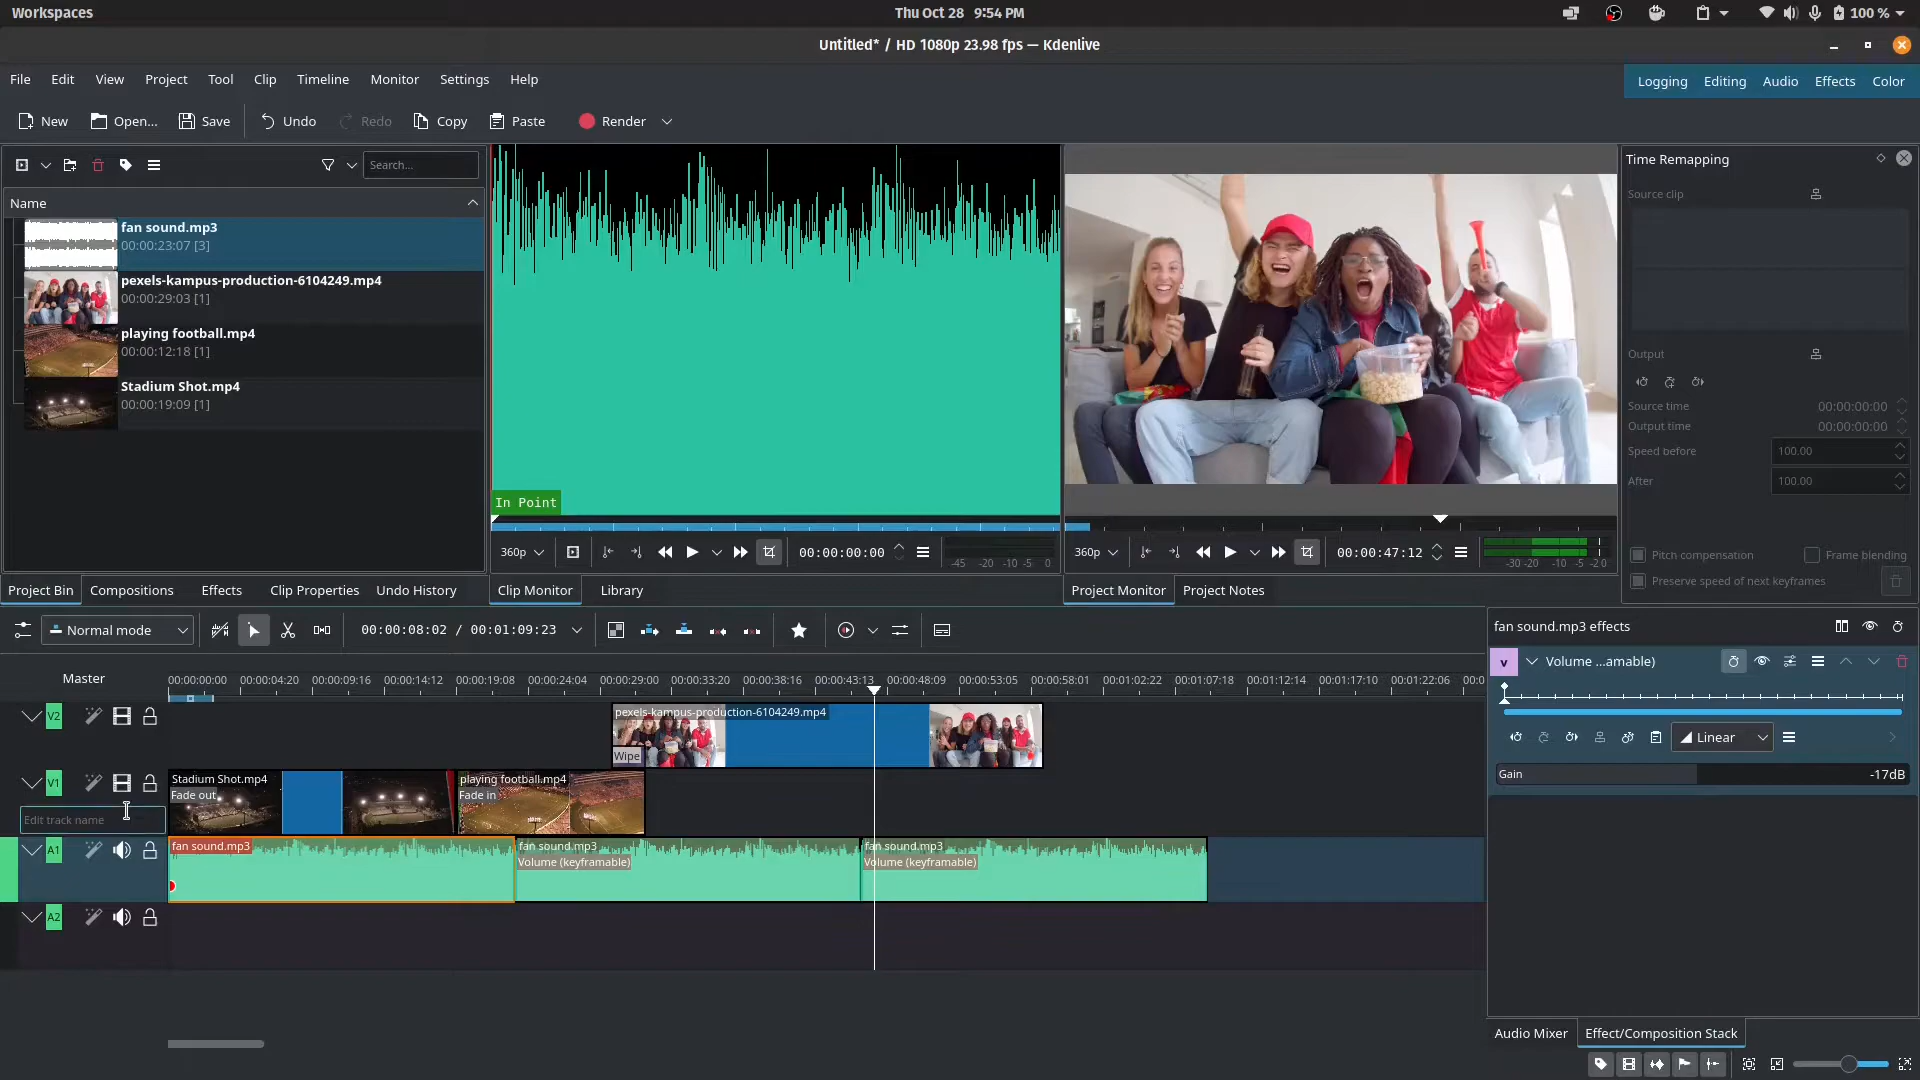 Workspaces
Thu Oct 28 9:54 PM
100 %
Untitled* / HD 1080p 23.98 fps — Kdenlive
File Edit View Project Tool Clip Timeline Monitor Settings Help
Logging Editing Audio Effects Color
New Open... Save Undo Redo Copy Paste Render
Search...
Name
fan sound.mp3
00:00:23:07 [3]
pexels-kampus-production-6104249.mp4
00:00:29:03 [1]
playing football.mp4
00:00:12:18 [1]
Stadium Shot.mp4
00:00:19:09 [1]
In Point
360p 00:00:00:00 -45 -20 -10 -5 0
360p 00:00:47:12 -30 -20 -10 -5 -2 0
Time Remapping
Source clip
Output
Source time 00:00:00:00
Output time 00:00:00:00
Speed before 100.00
After 100.00
Pitch compensation Frame blending
Preserve speed of next keyframes
Project Bin Compositions Effects Clip Properties Undo History Clip Monitor Library Project Monitor Project Notes
Normal mode 00:00:08:02 / 00:01:09:23
Master
00:00:00:00 00:00:04:20 00:00:09:16 00:00:14:12 00:00:19:08 00:00:24:04 00:00:29:00 00:00:33:20 00:00:38:16 00:00:43:13 00:00:48:09 00:00:53:05 00:00:58:01 00:01:02:22 00:01:07:18 00:01:12:14 00:01:17:10 00:01:22:06 00:0
V2
pexels-kampus-production-6104249.mp4
Wipe
V1
Stadium Shot.mp4
Fade out
playing football.mp4
Fade in
Edit track name
A1
fan sound.mp3
fan sound.mp3
Volume (keyframable)
fan sound.mp3
Volume (keyframable)
A2
fan sound.mp3 effects
v Volume ...amable)
Linear
Gain -17dB
Audio Mixer Effect/Composition Stack